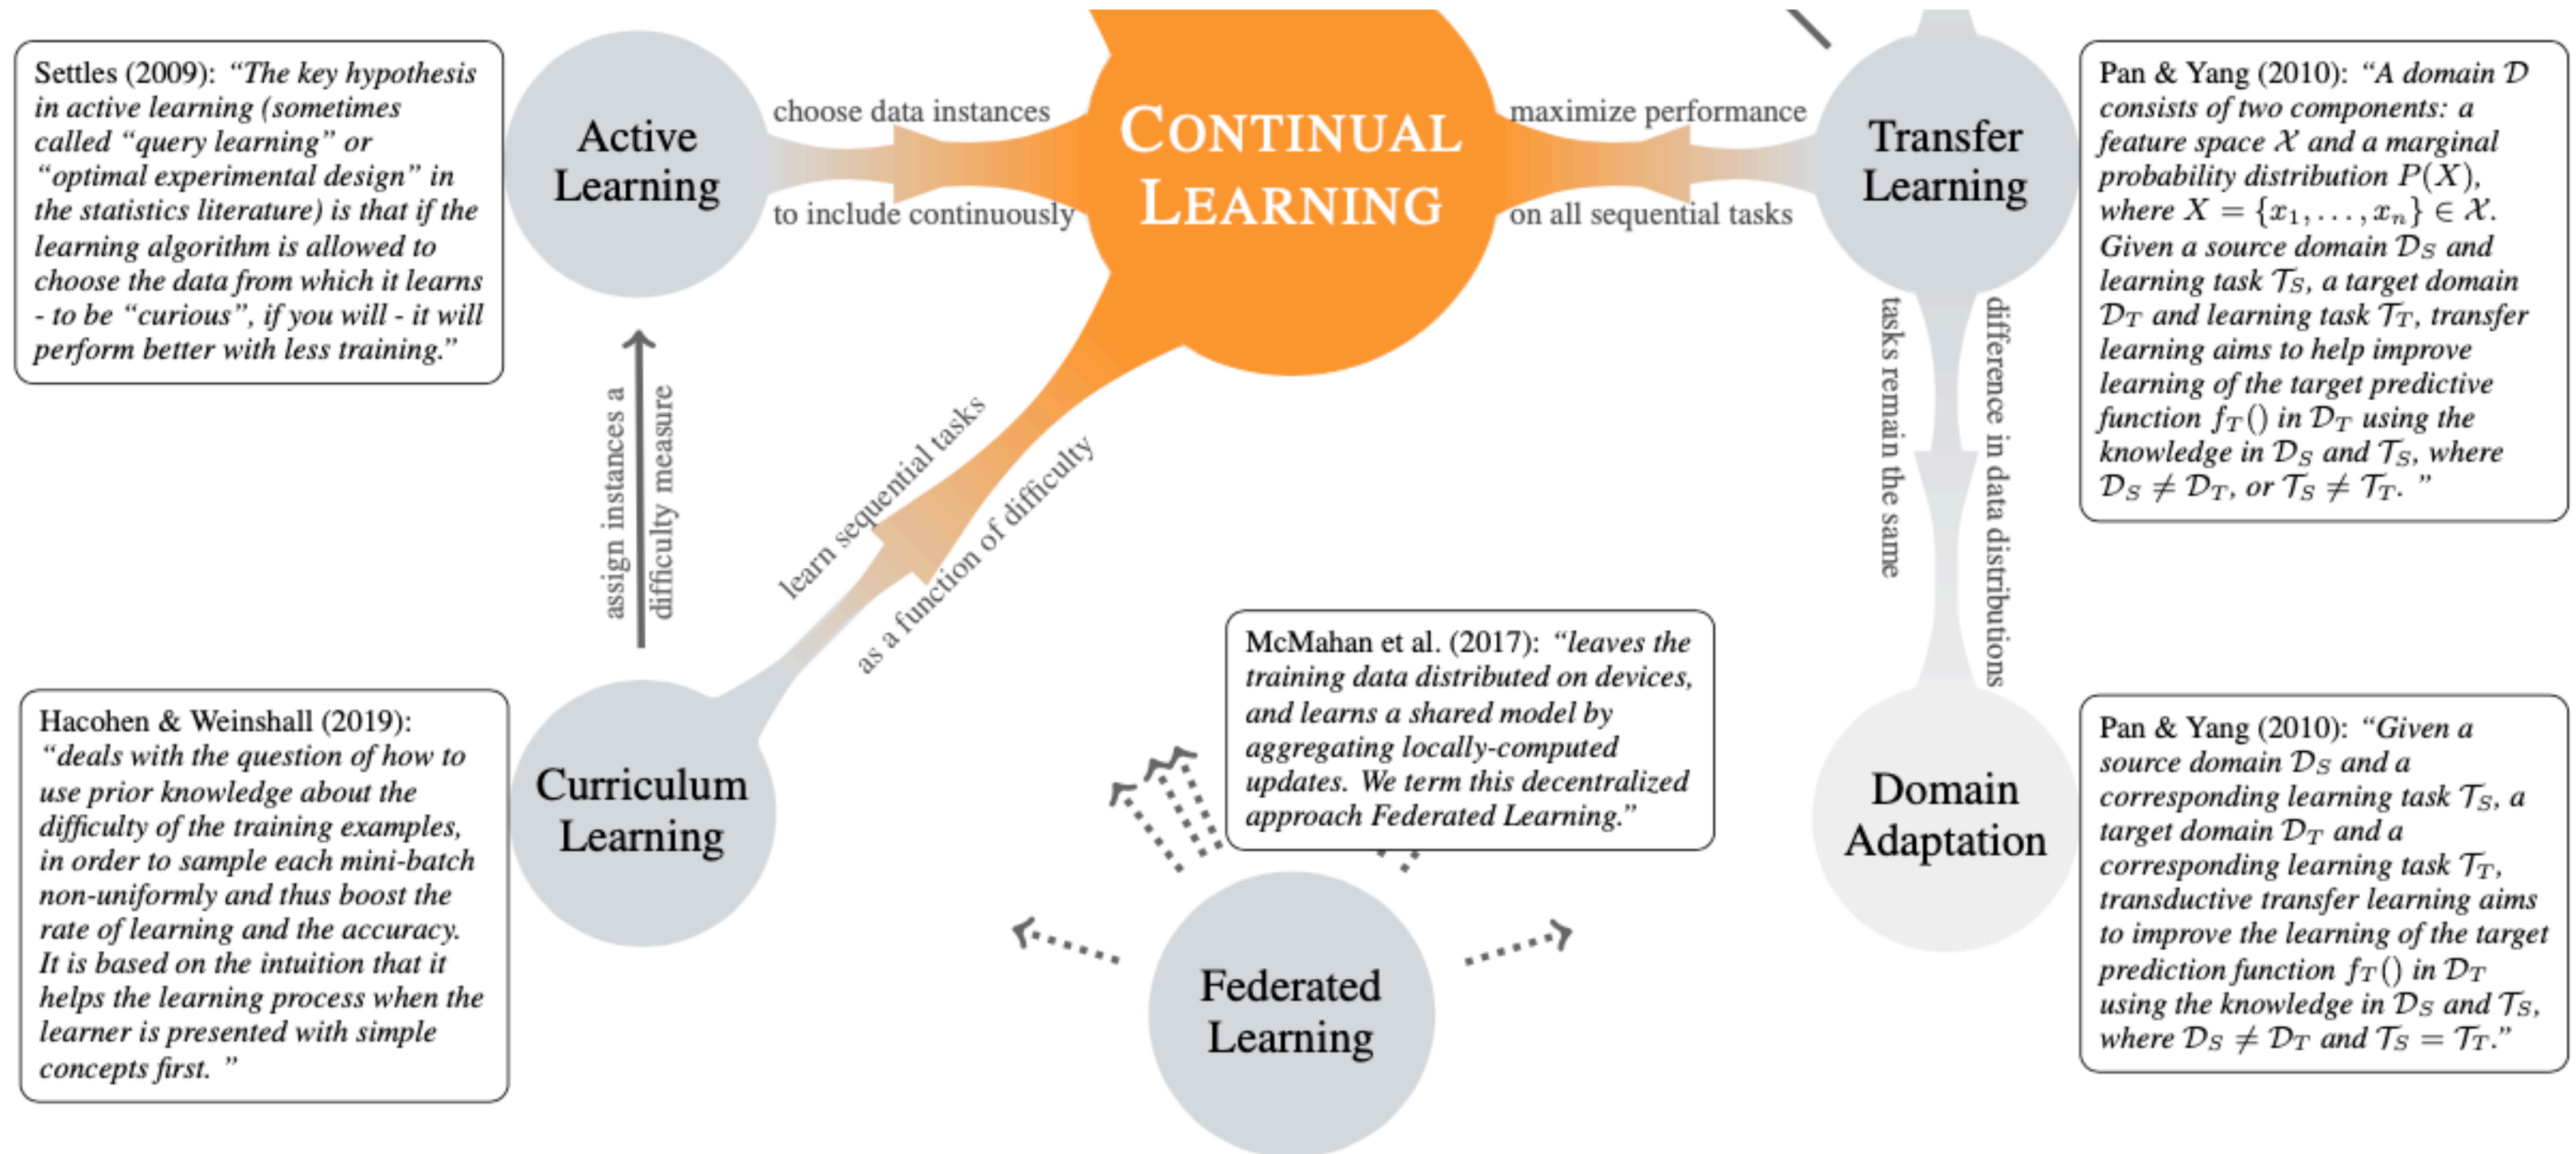 Settles (2009): “The key hypothesis
in active learning (sometimes
called “query learning” or
“optimal experimental design” in
the statistics literature) is that if the
learning algorithm is allowed to
choose the data from which it learns
- to be “curious”, if you will - it will
perform better with less training.”
Active
Learning
choose data instances
to include continuously
CONTINUAL
LEARNING
maximize performance
on all sequential tasks
Transfer
Learning
Pan & Yang (2010): “A domain 𝒟
consists of two components: a
feature space 𝒳 and a marginal
probability distribution P(X),
where X = {x₁, . . . , xₙ} ∈ 𝒳.
Given a source domain 𝒟_S and
learning task 𝒯_S, a target domain
𝒟_T and learning task 𝒯_T, transfer
learning aims to help improve
learning of the target predictive
function f_T() in 𝒟_T using the
knowledge in 𝒟_S and 𝒯_S, where
𝒟_S ≠ 𝒟_T, or 𝒯_S ≠ 𝒯_T. ”
assign instances a
difficulty measure
learn sequential tasks
as a function of difficulty
tasks remain the same
difference in data distributions
Hacohen & Weinshall (2019):
“deals with the question of how to
use prior knowledge about the
difficulty of the training examples,
in order to sample each mini-batch
non-uniformly and thus boost the
rate of learning and the accuracy.
It is based on the intuition that it
helps the learning process when the
learner is presented with simple
concepts first. ”
Curriculum
Learning
McMahan et al. (2017): “leaves the
training data distributed on devices,
and learns a shared model by
aggregating locally-computed
updates. We term this decentralized
approach Federated Learning.”
Federated
Learning
Domain
Adaptation
Pan & Yang (2010): “Given a
source domain 𝒟_S and a
corresponding learning task 𝒯_S, a
target domain 𝒟_T and a
corresponding learning task 𝒯_T,
transductive transfer learning aims
to improve the learning of the target
prediction function f_T() in 𝒟_T
using the knowledge in 𝒟_S and 𝒯_S,
where 𝒟_S ≠ 𝒟_T and 𝒯_S = 𝒯_T.”